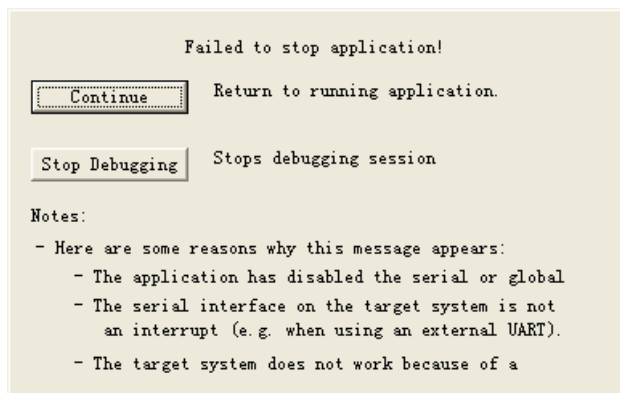 Failed to stop application!
Continue Return to running application.
Stop Debugging Stops debugging session
Notes:
- Here are some reasons why this message appears:
- The application has disabled the serial or global
- The serial interface on the target system is not
an interrupt (e.g. when using an external UART).
- The target system does not work because of a